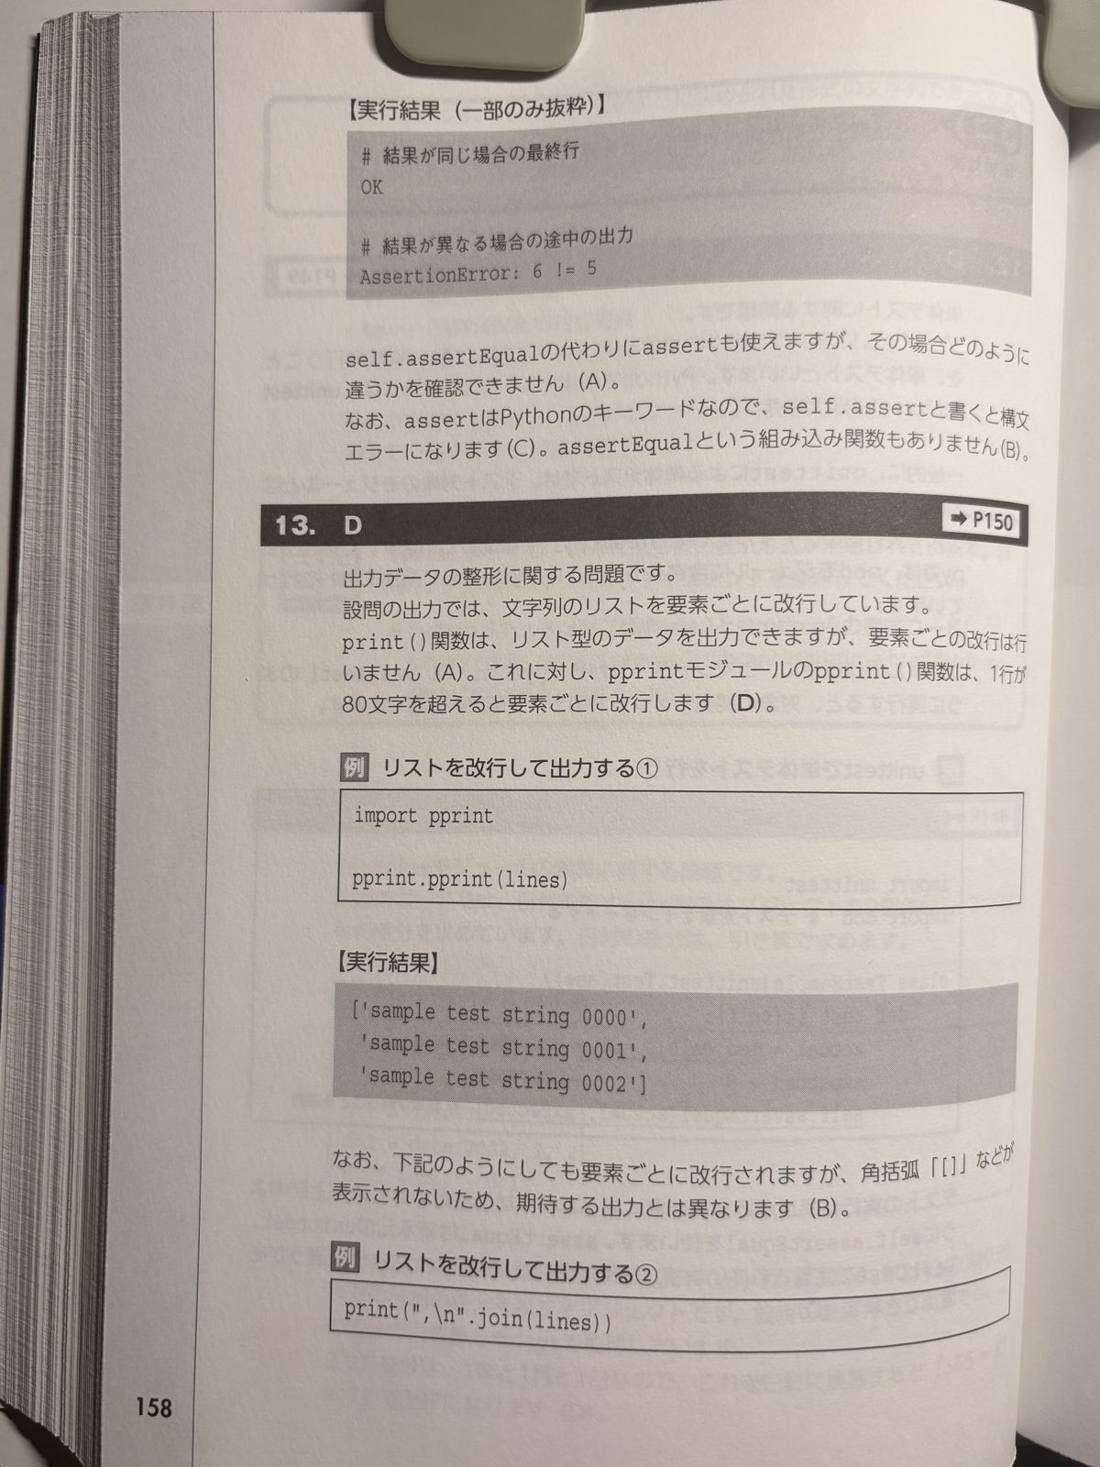 【実行結果（一部のみ抜粋）】
# 結果が同じ場合の最終行
OK
# 結果が異なる場合の途中の出力
AssertionError: 6 != 5
self.assertEqualの代わりにassertも使えますが、その場合どのように
違うかを確認できません（A）。
なお、assertはPythonのキーワードなので、self.assertと書くと構文
エラーになります（C）。assertEqualという組み込み関数もありません（B）。
13. D ➡ P150
出力データの整形に関する問題です。
設問の出力では、文字列のリストを要素ごとに改行しています。
print()関数は、リスト型のデータを出力できますが、要素ごとの改行は行
いません（A）。これに対し、pprintモジュールのpprint()関数は、1行が
80文字を超えると要素ごとに改行します（D）。
例 リストを改行して出力する①
import pprint
pprint.pprint(lines)
【実行結果】
['sample test string 0000',
 'sample test string 0001',
 'sample test string 0002']
なお、下記のようにしても要素ごとに改行されますが、角括弧「[]」などが
表示されないため、期待する出力とは異なります（B）。
例 リストを改行して出力する②
print(",\n".join(lines))
158